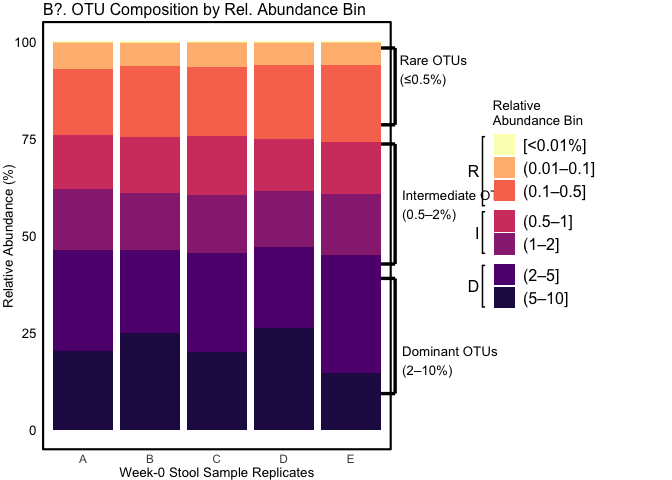 B?. OTU Composition by Rel. Abundance Bin
100
75
50
25
0
Relative Abundance (%)
A B C D E
Week-0 Stool Sample Replicates
Rare OTUs
(≤0.5%)
Intermediate OT
(0.5–2%)
Dominant OTUs
(2–10%)
Relative
Abundance Bin
R
[<0.01%]
(0.01–0.1]
(0.1–0.5]
I
(0.5–1]
(1–2]
D
(2–5]
(5–10]